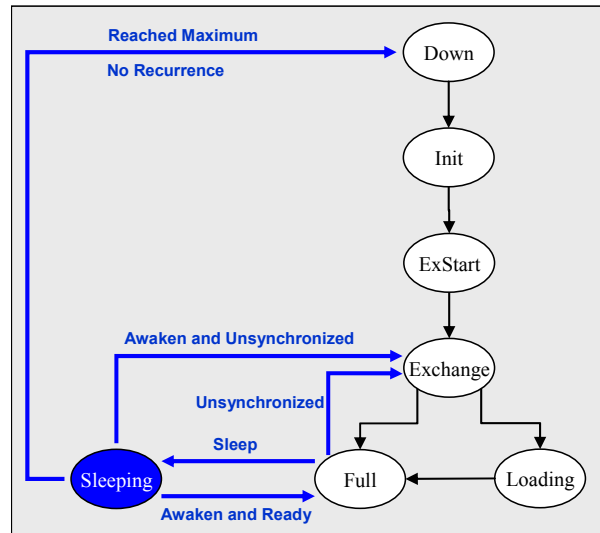 Reached Maximum
Down
No Recurrence
Init
ExStart
Awaken and Unsynchronized
Exchange
Unsynchronized
Sleep
Sleeping
Full
Loading
Awaken and Ready